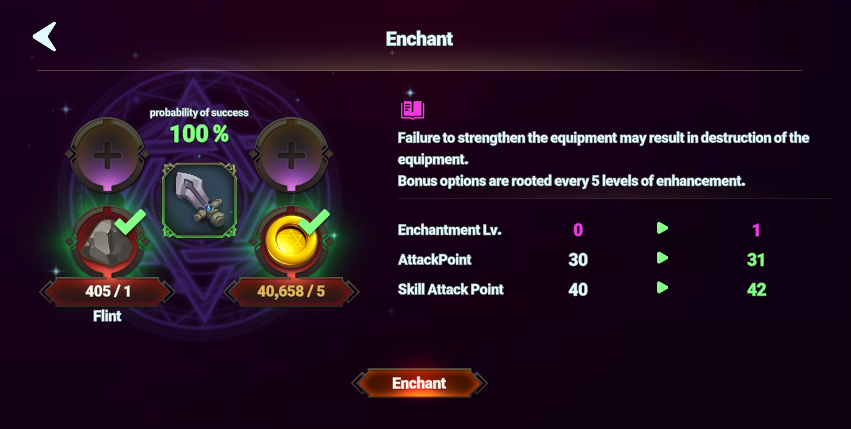 Enchant
probability of success
100 %
405 / 1
Flint
40,658 / 5
Failure to strengthen the equipment may result in destruction of the
equipment.
Bonus options are rooted every 5 levels of enhancement.
Enchantment Lv. 0 1
AttackPoint 30 31
Skill Attack Point 40 42
Enchant